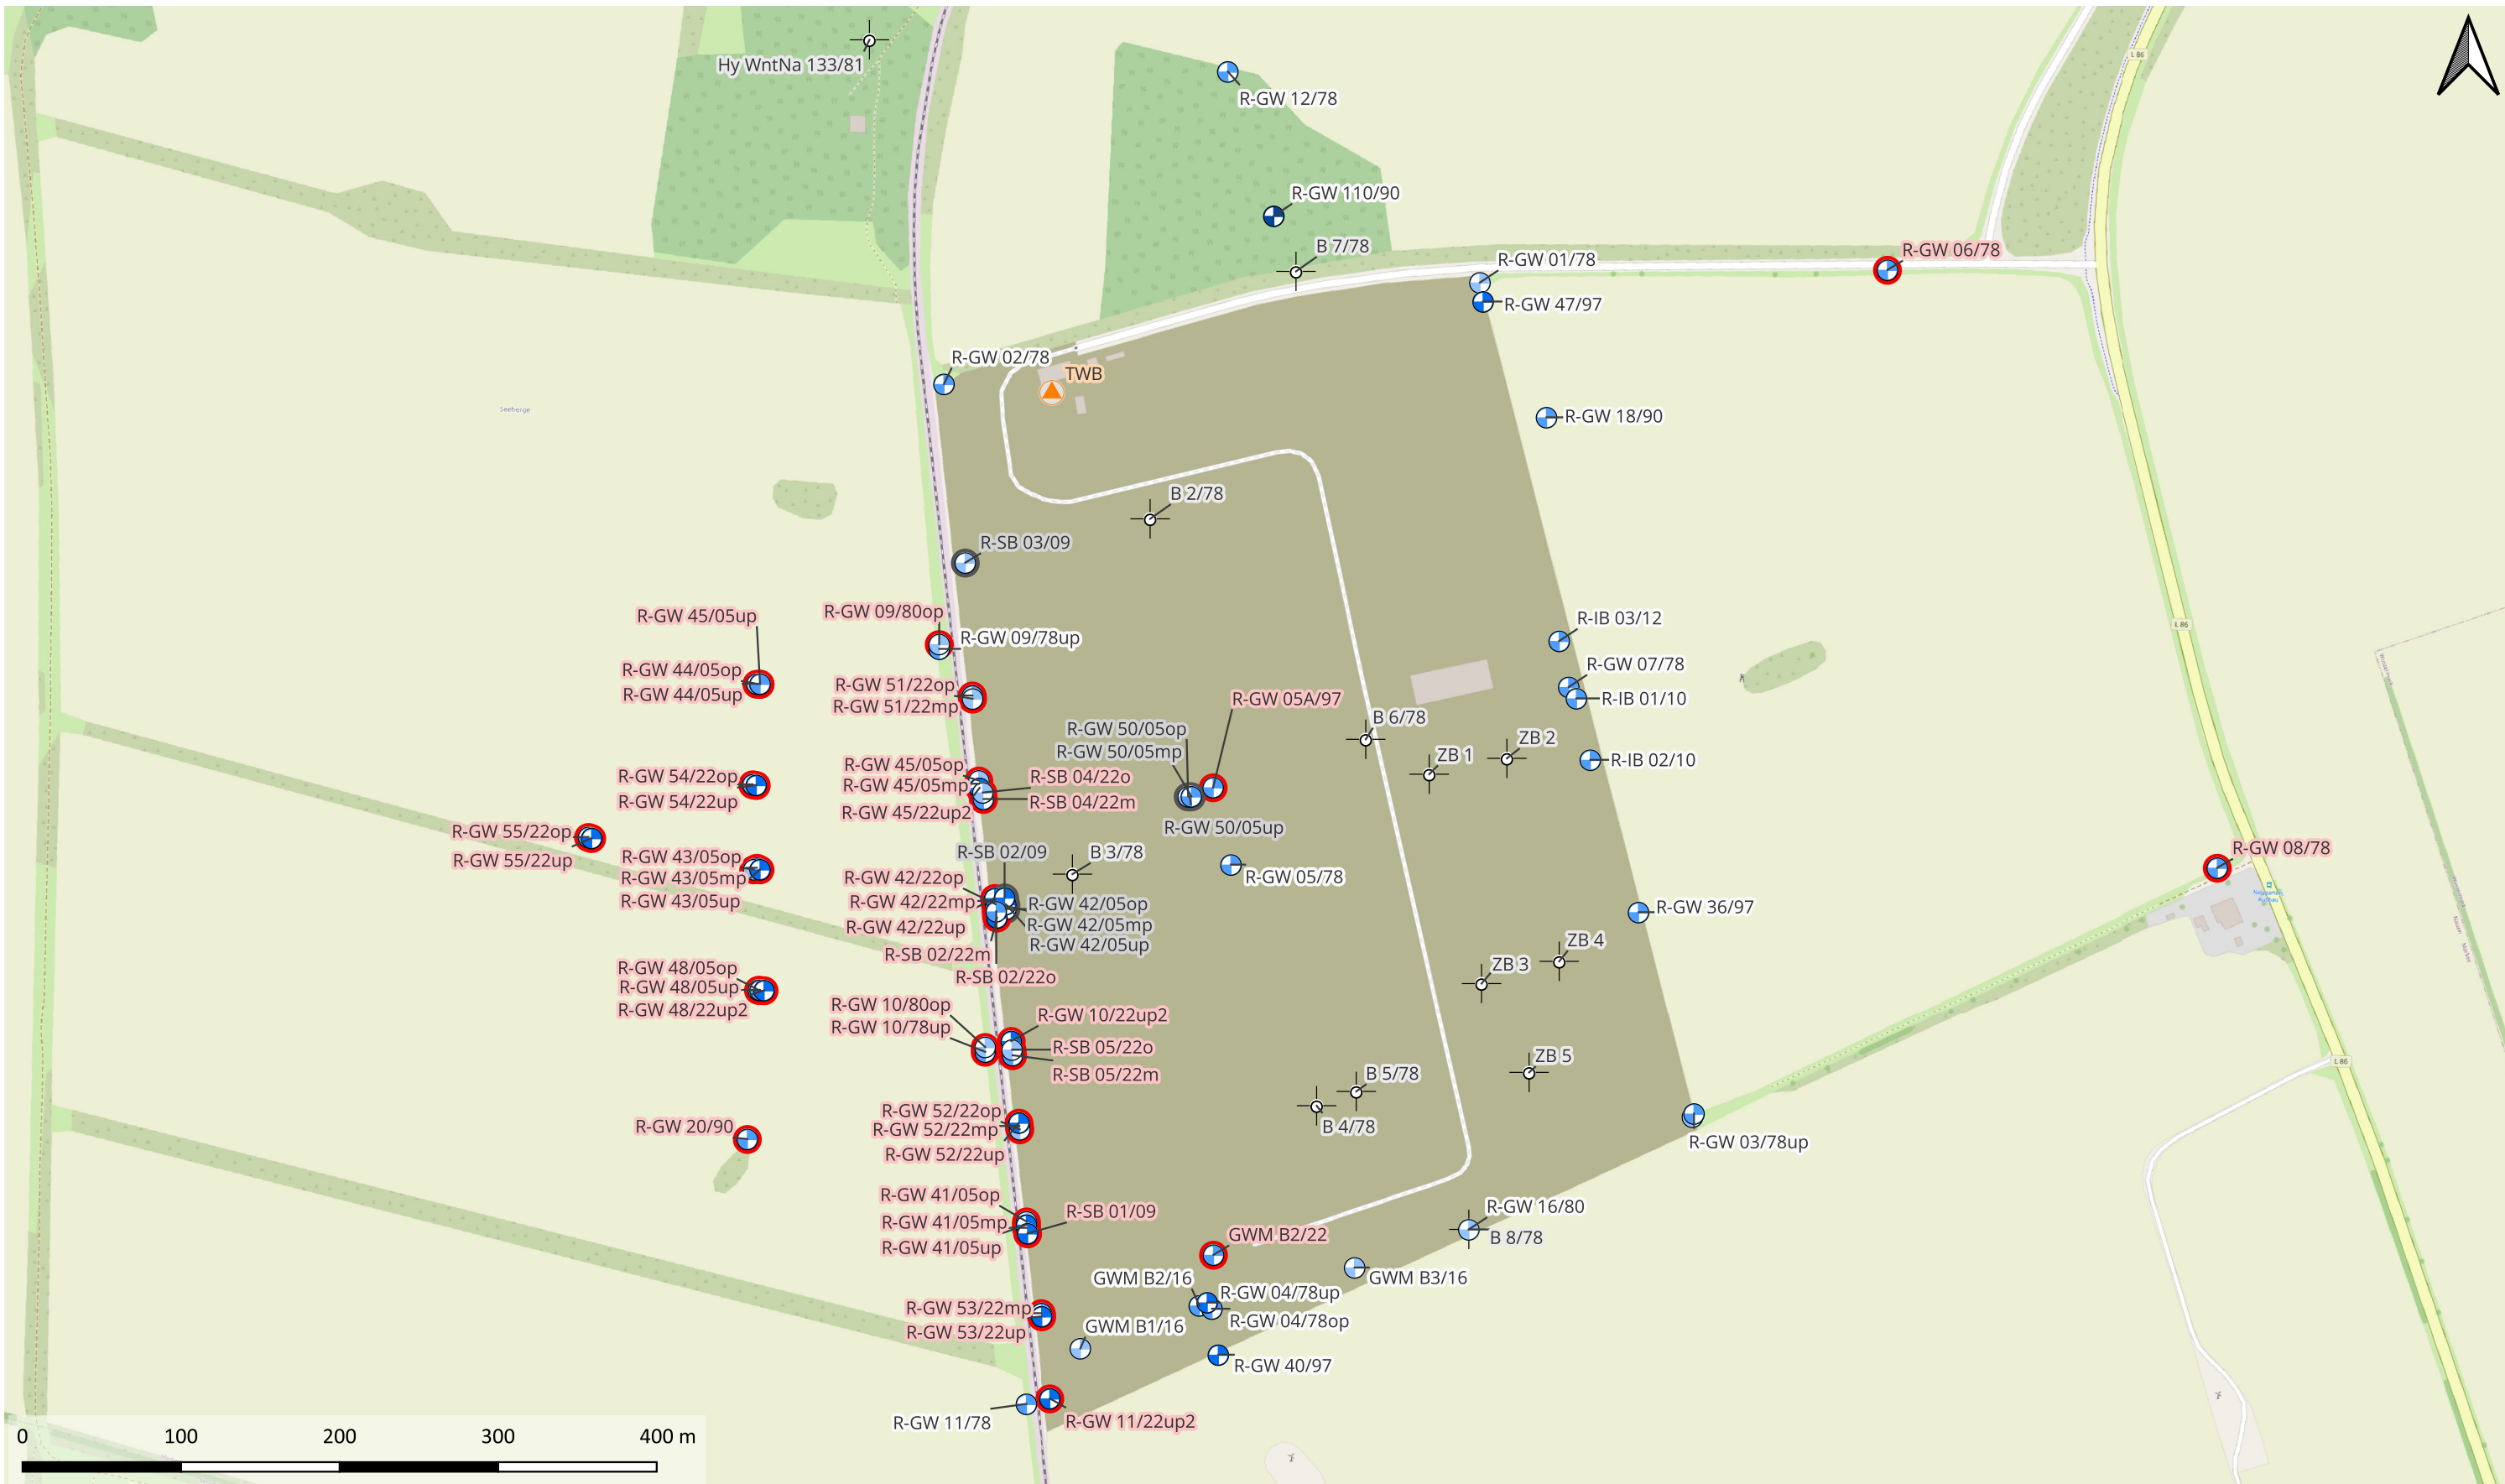 Hy WntNa 133/81
L 86
R-GW 12/78
R-GW 110/90
B 7/78
R-GW 01/78
R-GW 06/78
R-GW 47/97
R-GW 02/78
TWB
Seeberge
R-GW 18/90
B 2/78
R-SB 03/09
R-GW 45/05up
R-GW 09/80op
R-GW 09/78up
R-IB 03/12
L 86
R-GW 44/05op
R-GW 44/05up
R-GW 07/78
R-GW 51/22op
R-GW 51/22mp
R-GW 05A/97
R-IB 01/10
R-GW 50/05op
R-GW 50/05mp
B 6/78
ZB 1
ZB 2
R-IB 02/10
R-GW 54/22op
R-GW 54/22up
R-GW 45/05op
R-GW 45/05mp
R-GW 45/22up2
R-SB 04/22o
R-SB 04/22m
R-GW 50/05up
R-GW 55/22op
R-GW 55/22up
R-GW 43/05op
R-GW 43/05mp
R-GW 43/05up
R-SB 02/09
B 3/78
R-GW 05/78
R-GW 08/78
R-GW 42/22op
R-GW 42/22mp
R-GW 42/22up
R-GW 42/05op
R-GW 42/05mp
R-GW 42/05up
R-GW 36/97
R-SB 02/22m
R-SB 02/22o
ZB 4
ZB 3
R-GW 48/05op
R-GW 48/05up
R-GW 48/22up2
R-GW 10/80op
R-GW 10/78up
R-GW 10/22up2
R-SB 05/22o
R-SB 05/22m
ZB 5
L 86
B 5/78
B 4/78
R-GW 20/90
R-GW 52/22op
R-GW 52/22mp
R-GW 52/22up
R-GW 03/78up
R-GW 41/05op
R-GW 41/05mp
R-GW 41/05up
R-SB 01/09
R-GW 16/80
B 8/78
GWM B2/22
GWM B3/16
GWM B2/16
R-GW 04/78up
R-GW 04/78op
R-GW 53/22mp
R-GW 53/22up
GWM B1/16
R-GW 40/97
R-GW 11/78
R-GW 11/22up2
0 100 200 300 400 m